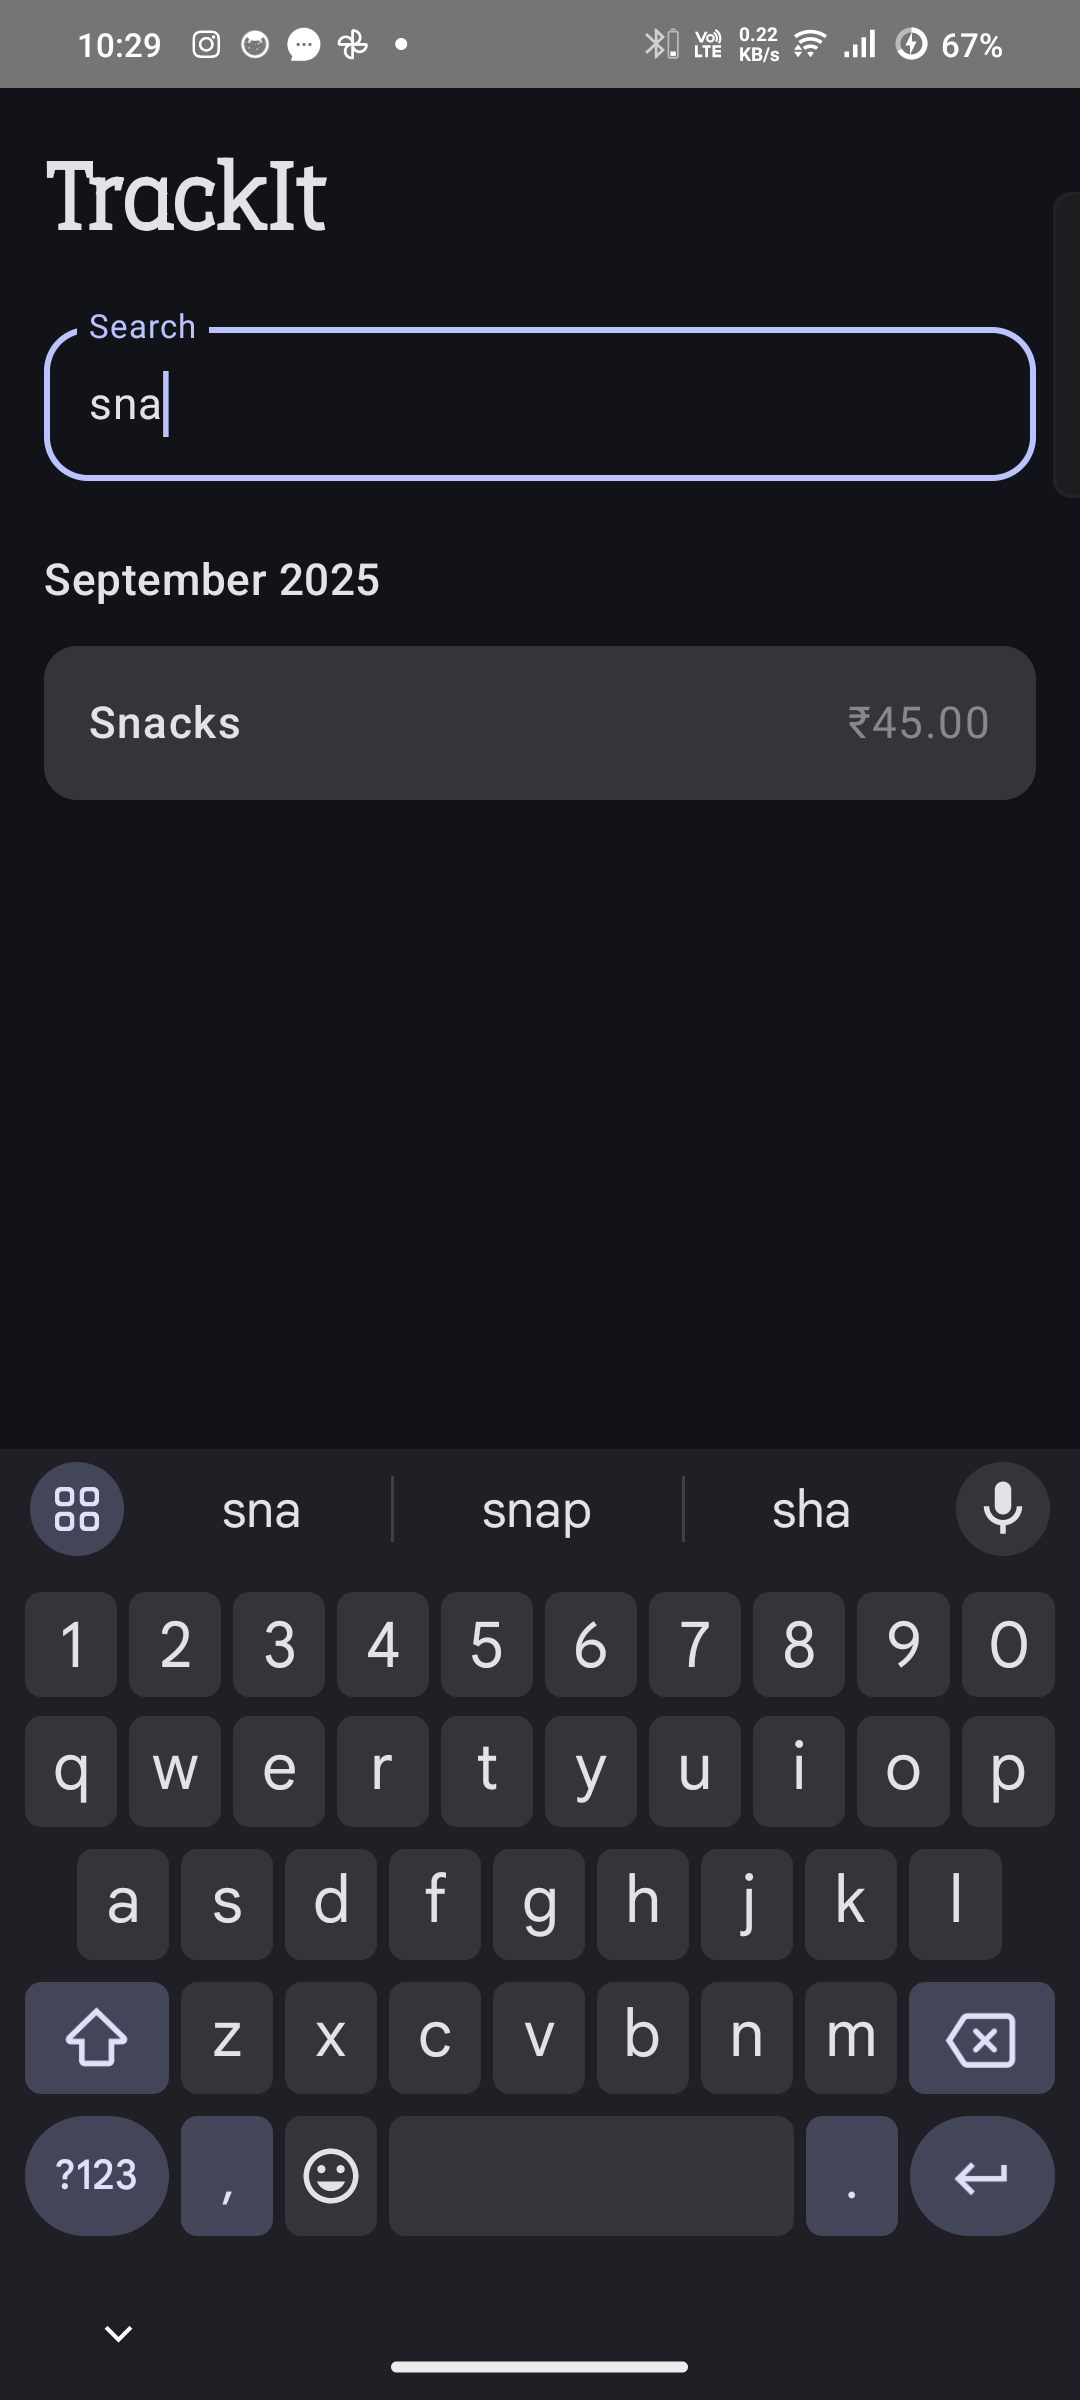 10:29 Vo) LTE 0.22 KB/s 67%
TrackIt
Search
sna
September 2025
Snacks ₹45.00
sna snap sha
1 2 3 4 5 6 7 8 9 0
q w e r t y u i o p
a s d f g h j k l
z x c v b n m
?123 , .